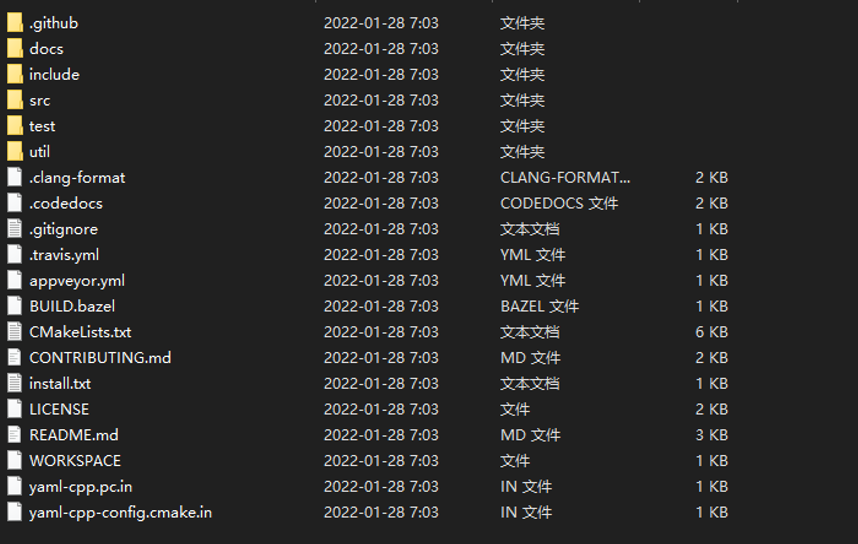 .github 2022-01-28 7:03 文件夹
docs 2022-01-28 7:03 文件夹
include 2022-01-28 7:03 文件夹
src 2022-01-28 7:03 文件夹
test 2022-01-28 7:03 文件夹
util 2022-01-28 7:03 文件夹
.clang-format 2022-01-28 7:03 CLANG-FORMAT... 2 KB
.codedocs 2022-01-28 7:03 CODEDOCS 文件 2 KB
.gitignore 2022-01-28 7:03 文本文档 1 KB
.travis.yml 2022-01-28 7:03 YML 文件 1 KB
appveyor.yml 2022-01-28 7:03 YML 文件 1 KB
BUILD.bazel 2022-01-28 7:03 BAZEL 文件 1 KB
CMakeLists.txt 2022-01-28 7:03 文本文档 6 KB
CONTRIBUTING.md 2022-01-28 7:03 MD 文件 2 KB
install.txt 2022-01-28 7:03 文本文档 1 KB
LICENSE 2022-01-28 7:03 文件 2 KB
README.md 2022-01-28 7:03 MD 文件 3 KB
WORKSPACE 2022-01-28 7:03 文件 1 KB
yaml-cpp.pc.in 2022-01-28 7:03 IN 文件 1 KB
yaml-cpp-config.cmake.in 2022-01-28 7:03 IN 文件 1 KB